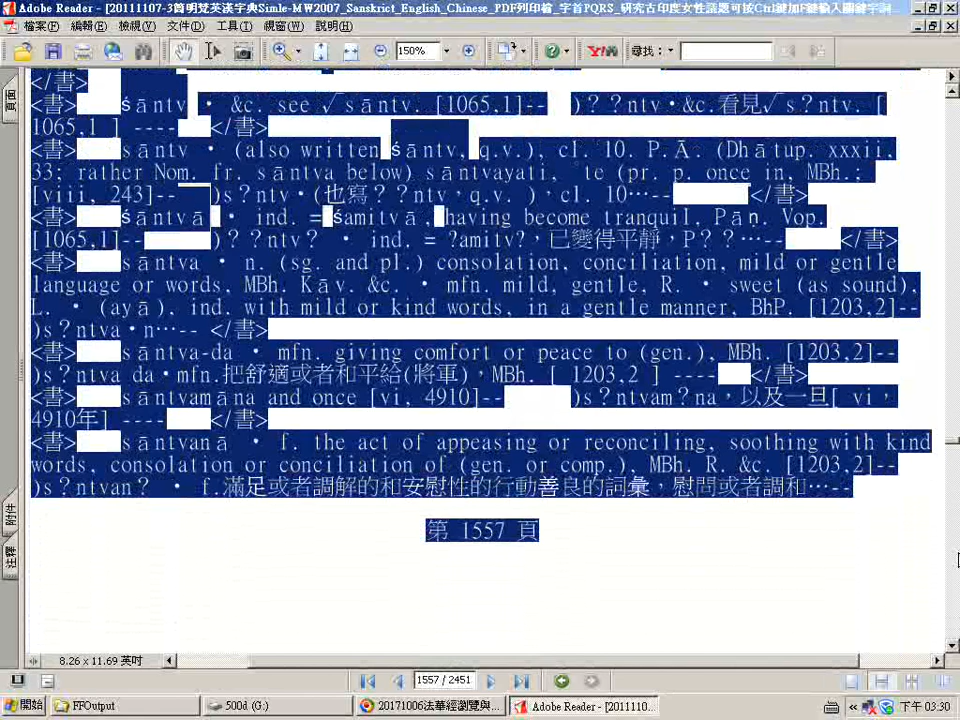 Adobe Reader - [20111107-3簡明梵英漢字典Simle-MW2007_Sanskrict_English_Chinese_PDF列印檔_字首PQRS_研究古印度女性議題可按Ctrl鍵加F鍵輸入關鍵字詞
檔案(F) 編輯(E) 檢視(V) 文件(D) 工具(T) 視窗(W) 說明(H)
150% 尋找：
頁面
</書>
<書> śāntv • &c. see √sāntv. [1065,1]-- )??ntv•&c.看見√s?ntv. [
1065,1 ] ---- </書>
<書> sāntv • (also written śāntv, q.v.), cl. 10. P.Ā. (Dhātup. xxxii,
33; rather Nom. fr. sāntva below) sāntvayati, te (pr. p. once in, MBh.;
[viii, 243]-- )s?ntv•(也寫??ntv，q.v. )，cl. 10…-- </書>
<書> śāntvā • ind. = śamitvā, having become tranquil, Pāṇ. Vop.
[1065,1]-- )??ntv? • ind. = ?amitv?，已變得平靜，P??…-- </書>
<書> sāntva • n. (sg. and pl.) consolation, conciliation, mild or gentle
language or words, MBh. Kāv. &c. • mfn. mild, gentle, R. • sweet (as sound),
L. • (ayā). ind. with mild or kind words, in a gentle manner, BhP. [1203,2]--
)s?ntva•n…-- </書>
<書> sāntva-da • mfn. giving comfort or peace to (gen.), MBh. [1203,2]--
)s?ntva da•mfn.把舒適或者和平給(將軍)，MBh. [ 1203,2 ] ---- </書>
<書> sāntvamāna and once [vi, 4910]-- )s?ntvam?na，以及一旦[ vi，
4910年] ---- </書>
<書> sāntvanā • f. the act of appeasing or reconciling, soothing with kind
words, consolation or conciliation of (gen. or comp.), MBh. R. &c. [1203,2]--
)s?ntvan? • f.滿足或者調解的和安慰性的行動善良的詞彙，慰問或者調和…--
附件
第 1557 頁
注釋
8.26 x 11.69 英吋
1557 / 2451
開始 FFOutput 500d (G:) 20171006法華經瀏覽與... Adobe Reader - [2011110... « 下午 03:30